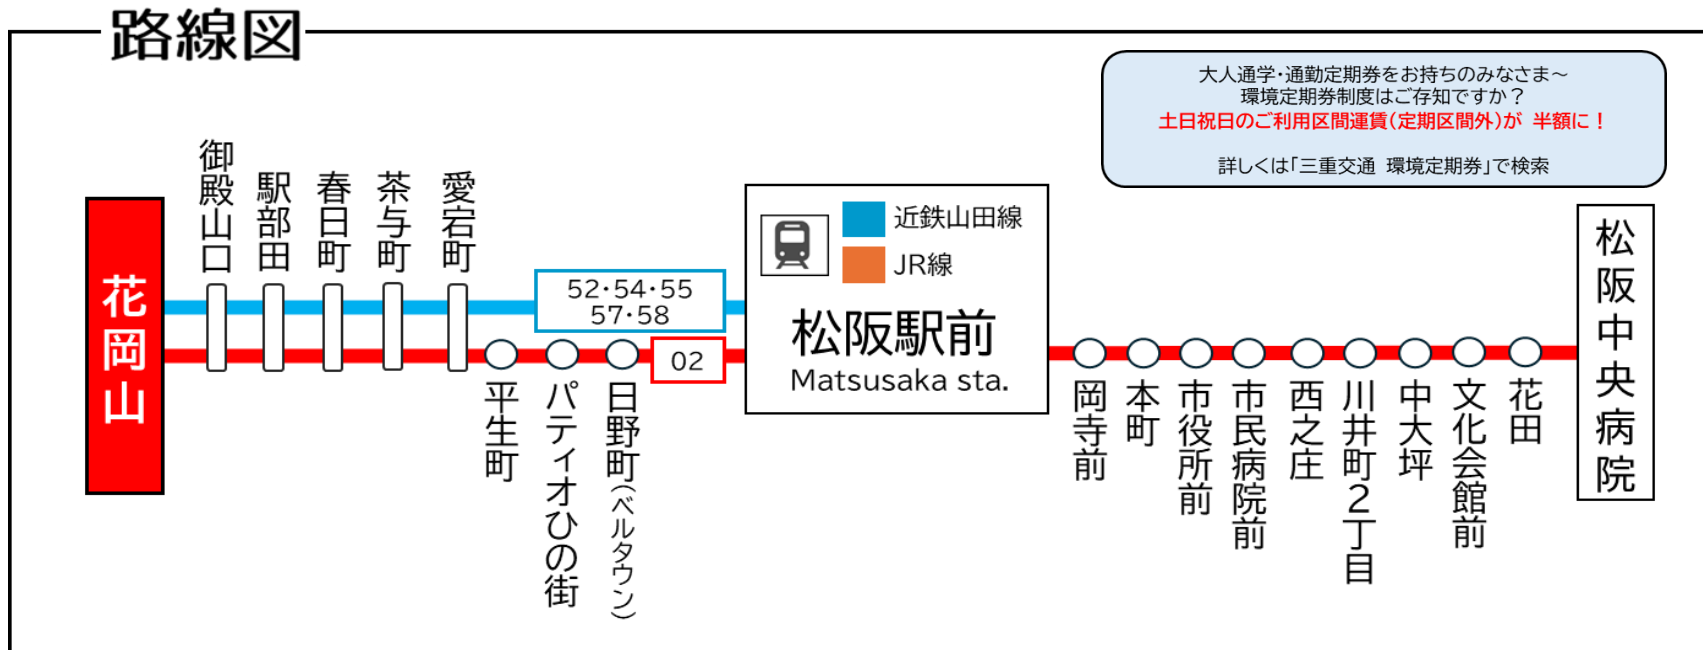 路線図
大人通学・通勤定期券をお持ちのみなさま～
環境定期券制度はご存知ですか？
土日祝日のご利用区間運賃(定期区間外)が 半額に！
詳しくは「三重交通 環境定期券」で検索
花岡山
御殿山口
駅部田
春日町
茶与町
愛宕町
52・54・55
57・58
02
平生町
パティオひの街
日野町(ベルタウン)
近鉄山田線
JR線
松阪駅前
Matsusaka sta.
岡寺前
本町
市役所前
市民病院前
西之庄
川井町2丁目
中大坪
文化会館前
花田
松阪中央病院